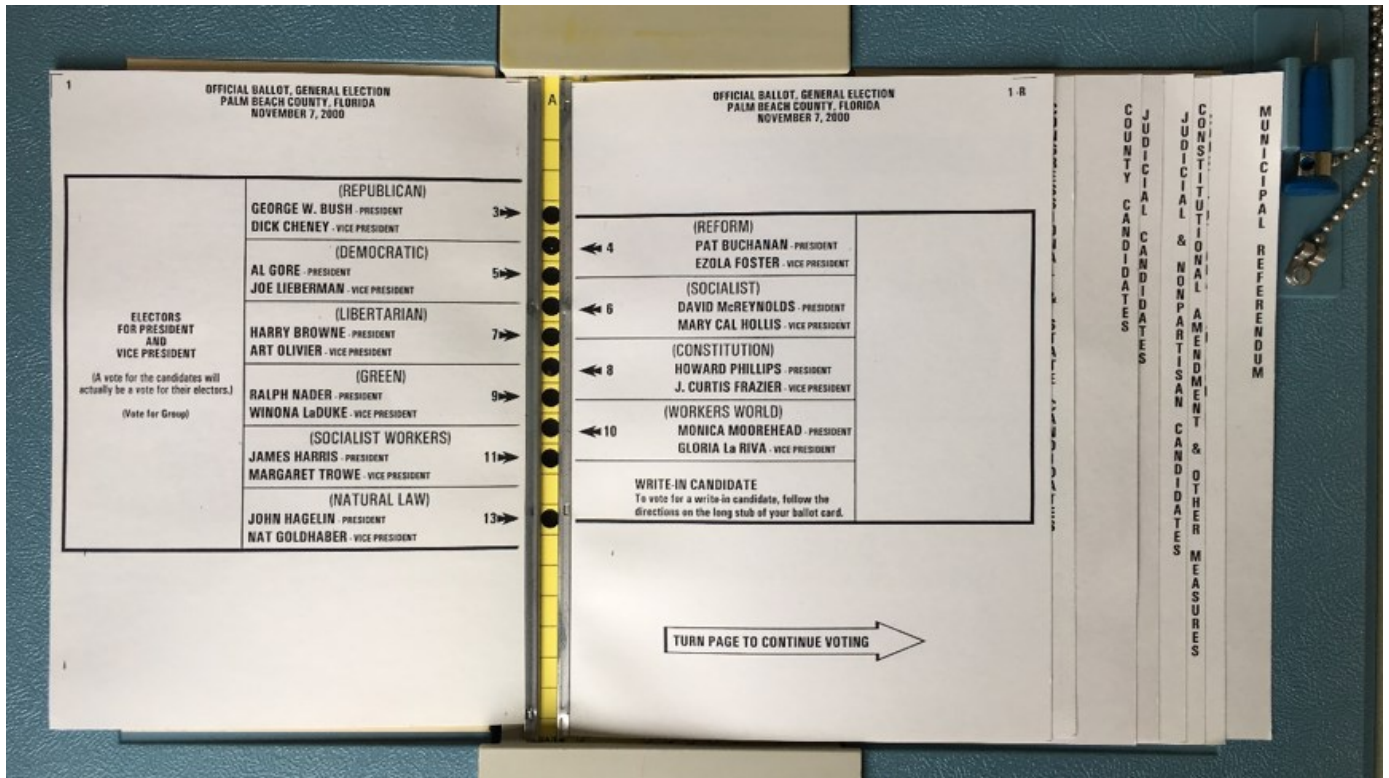 1
OFFICIAL BALLOT, GENERAL ELECTION
PALM BEACH COUNTY, FLORIDA
NOVEMBER 7, 2000
ELECTORS
FOR PRESIDENT
AND
VICE PRESIDENT
(A vote for the candidates will
actually be a vote for their electors.)
(Vote for Group)
(REPUBLICAN)
GEORGE W. BUSH - PRESIDENT 3
DICK CHENEY - VICE PRESIDENT
(DEMOCRATIC)
AL GORE - PRESIDENT 5
JOE LIEBERMAN - VICE PRESIDENT
(LIBERTARIAN)
HARRY BROWNE - PRESIDENT 7
ART OLIVIER - VICE PRESIDENT
(GREEN)
RALPH NADER - PRESIDENT 9
WINONA LaDUKE - VICE PRESIDENT
(SOCIALIST WORKERS)
JAMES HARRIS - PRESIDENT 11
MARGARET TROWE - VICE PRESIDENT
(NATURAL LAW)
JOHN HAGELIN - PRESIDENT 13
NAT GOLDHABER - VICE PRESIDENT
A
OFFICIAL BALLOT, GENERAL ELECTION
PALM BEACH COUNTY, FLORIDA
NOVEMBER 7, 2000
1-R
(REFORM)
4 PAT BUCHANAN - PRESIDENT
EZOLA FOSTER - VICE PRESIDENT
(SOCIALIST)
6 DAVID McREYNOLDS - PRESIDENT
MARY CAL HOLLIS - VICE PRESIDENT
(CONSTITUTION)
8 HOWARD PHILLIPS - PRESIDENT
J. CURTIS FRAZIER - VICE PRESIDENT
(WORKERS WORLD)
10 MONICA MOOREHEAD - PRESIDENT
GLORIA La RIVA - VICE PRESIDENT
WRITE-IN CANDIDATE
To vote for a write-in candidate, follow the
directions on the long stub of your ballot card.
TURN PAGE TO CONTINUE VOTING
CONGRESSIONAL & STATE CANDIDATES
COUNTY CANDIDATES
JUDICIAL CANDIDATES
JUDICIAL & NONPARTISAN CANDIDATES
CONSTITUTIONAL AMENDMENT & OTHER MEASURES
MUNICIPAL REFERENDUM